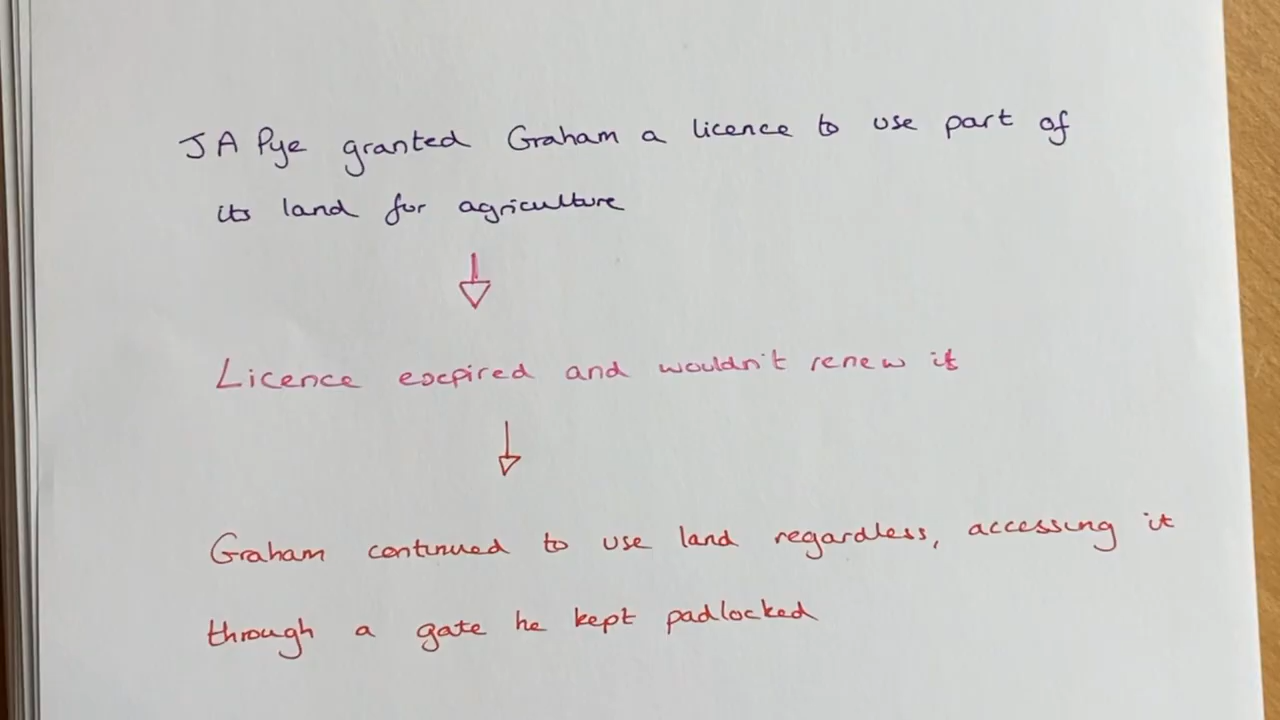 JA Pye granted Graham a licence to use part of
its land for agriculture
Licence expired and wouldn't renew it
Graham continued to use land regardless, accessing it
through a gate he kept padlocked